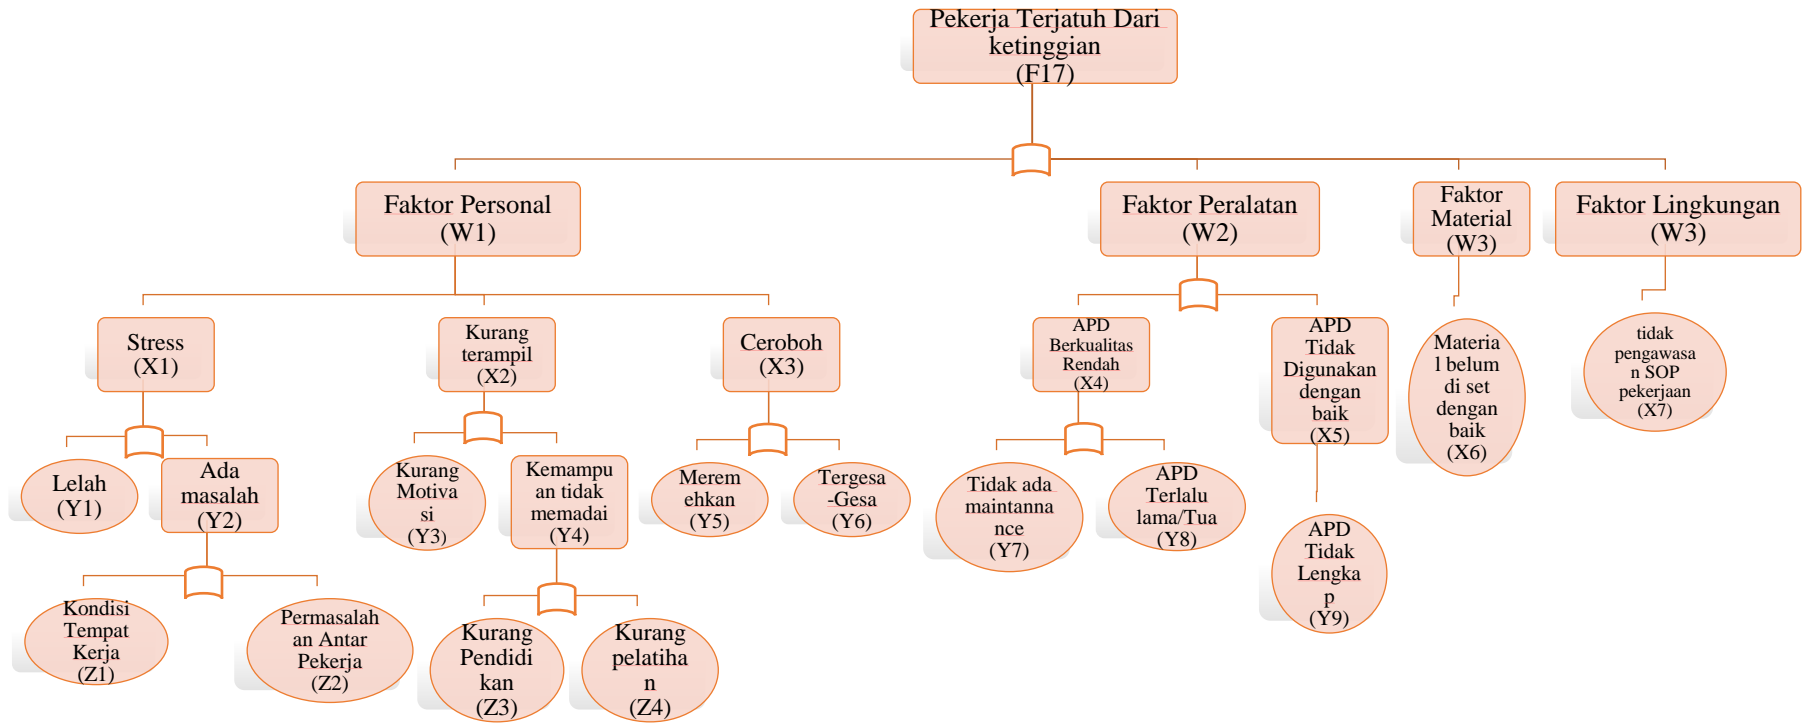 Pekerja Terjatuh Dari
ketinggian
(F17)
Faktor Personal
(W1)
Faktor Peralatan
(W2)
Faktor
Material
(W3)
Faktor Lingkungan
(W3)
Stress
(X1)
Kurang
terampil
(X2)
Ceroboh
(X3)
APD
Berkualitas
Rendah
(X4)
APD
Tidak
Digunakan
dengan
baik
(X5)
Materia
l belum
di set
dengan
baik
(X6)
tidak
pengawasa
n SOP
pekerjaan
(X7)
Lelah
(Y1)
Ada
masalah
(Y2)
Kurang
Motiva
si
(Y3)
Kemampu
an tidak
memadai
(Y4)
Merem
ehkan
(Y5)
Tergesa
-Gesa
(Y6)
Tidak ada
maintanna
nce
(Y7)
APD
Terlalu
lama/Tua
(Y8)
APD
Tidak
Lengka
p
(Y9)
Kondisi
Tempat
Kerja
(Z1)
Permasalah
an Antar
Pekerja
(Z2)
Kurang
Pendidi
kan
(Z3)
Kurang
pelatiha
n
(Z4)